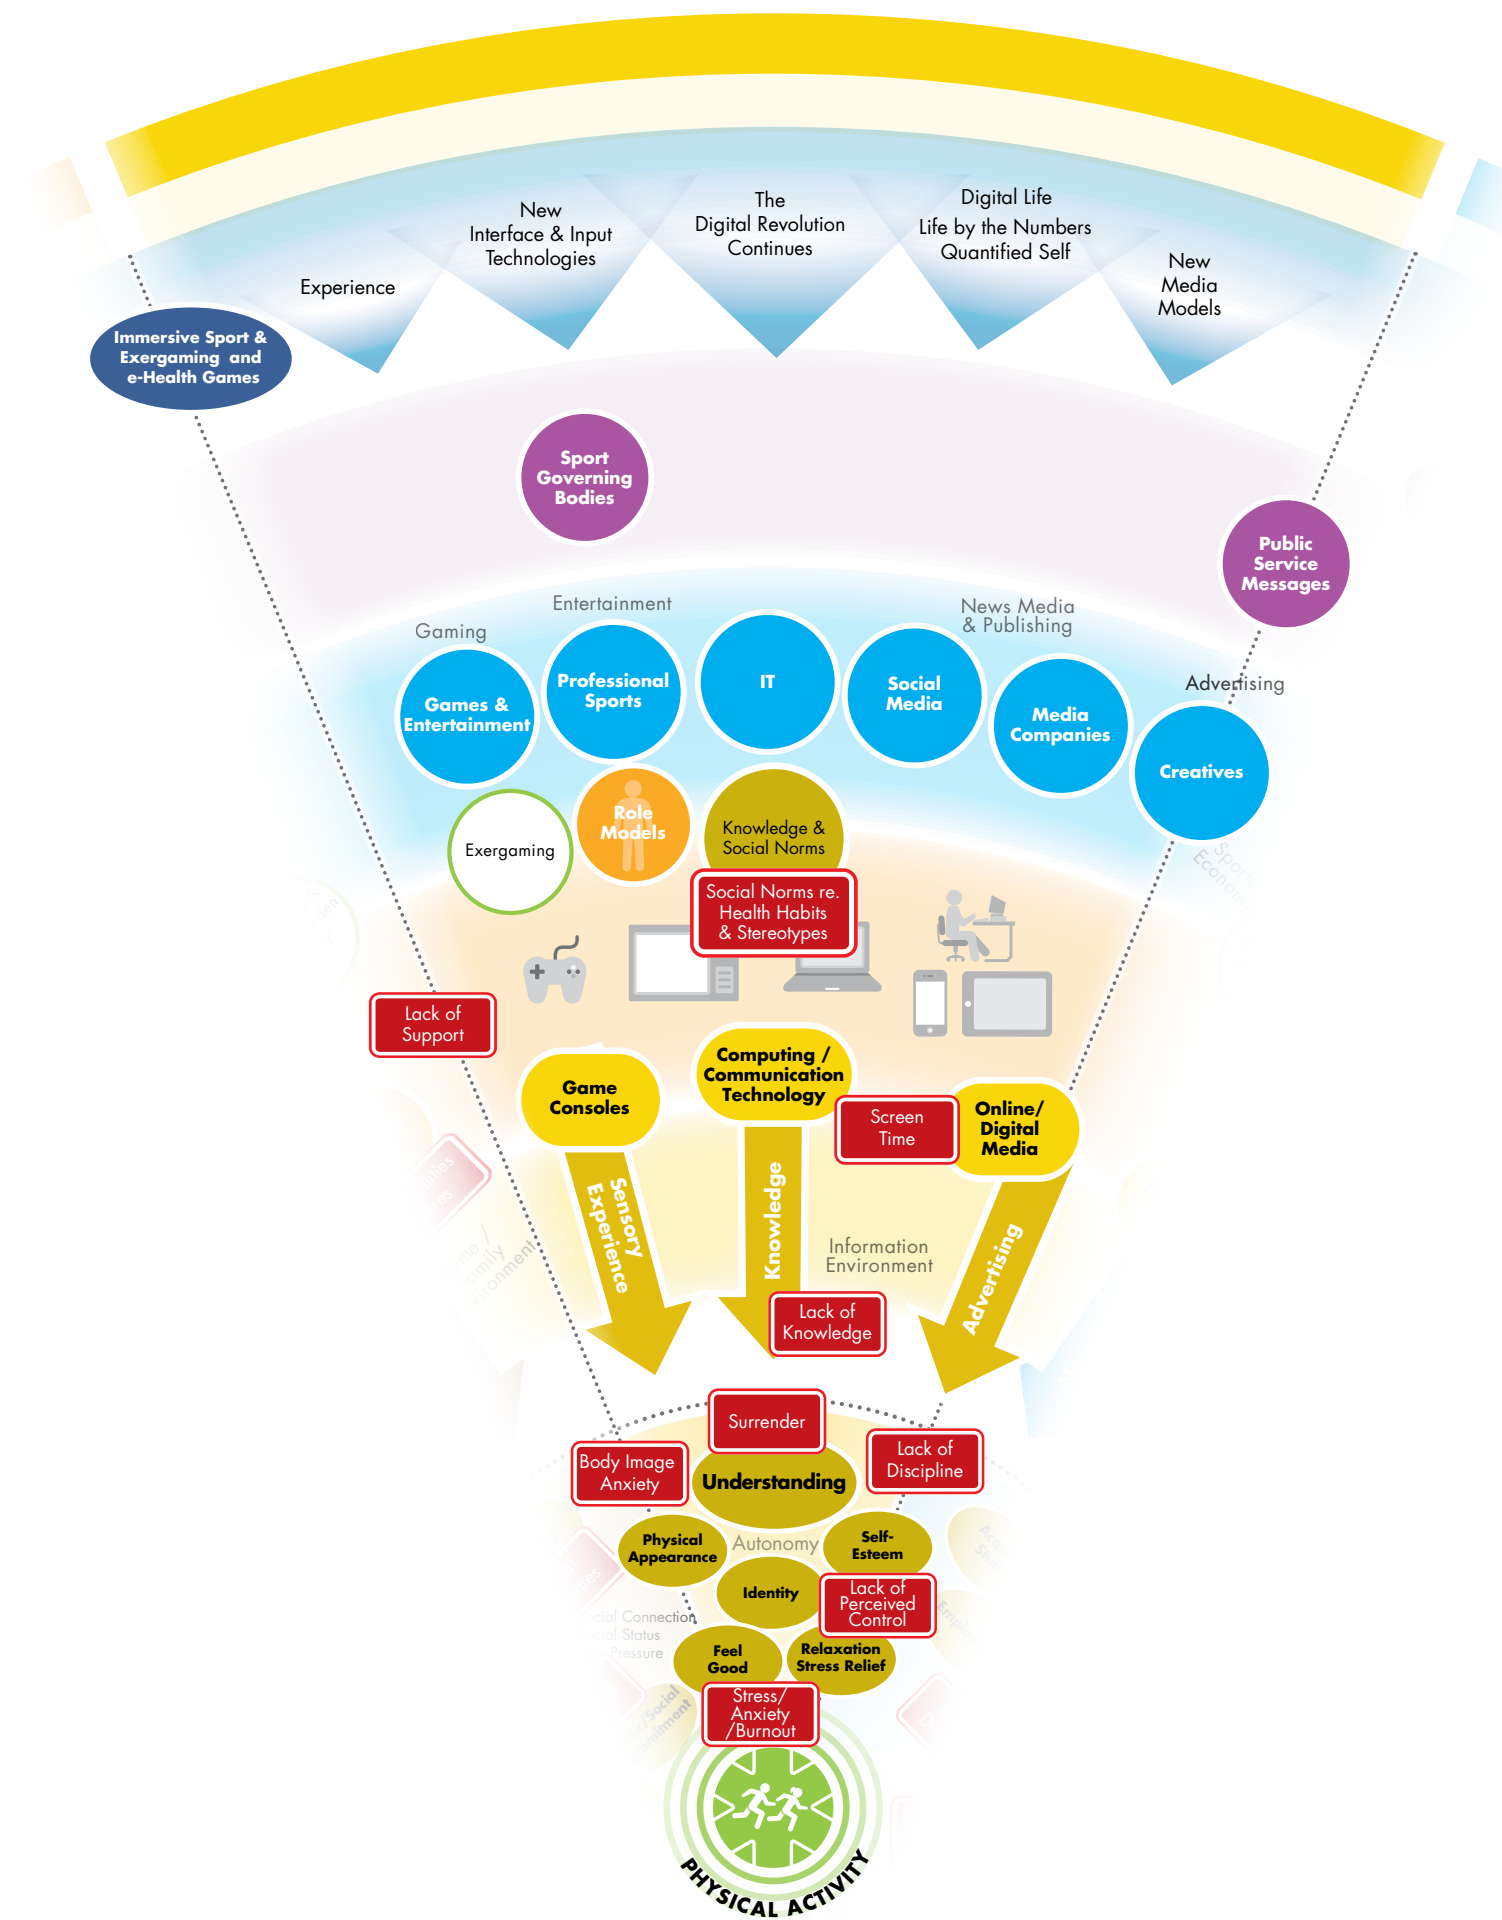 The
Digital Revolution
Continues
New
Interface & Input
Technologies
Digital Life
Life by the Numbers
Quantified Self
Experience
New
Media
Models
Immersive Sport &
Exergaming and
e-Health Games
Sport
Governing
Bodies
Public
Service
Messages
Gaming
Entertainment
News Media
& Publishing
Advertising
Games &
Entertainment
Professional
Sports
IT
Social
Media
Media
Companies
Creatives
Exergaming
Role
Models
Knowledge &
Social Norms
Social Norms re.
Health Habits
& Stereotypes
Sports
Lack of
Support
Game
Consoles
Computing /
Communication
Technology
Screen
Time
Online/
Digital
Media
Sensory
Experience
Knowledge
Advertising
Information
Environment
Lack of
Knowledge
Surrender
Body Image
Anxiety
Understanding
Lack of
Discipline
Physical
Appearance
Autonomy
Self-
Esteem
Identity
Lack of
Perceived
Control
Connection
Status
Pressure
Feel
Good
Relaxation
Stress Relief
Stress/
Anxiety
/Burnout
PHYSICAL ACTIVITY